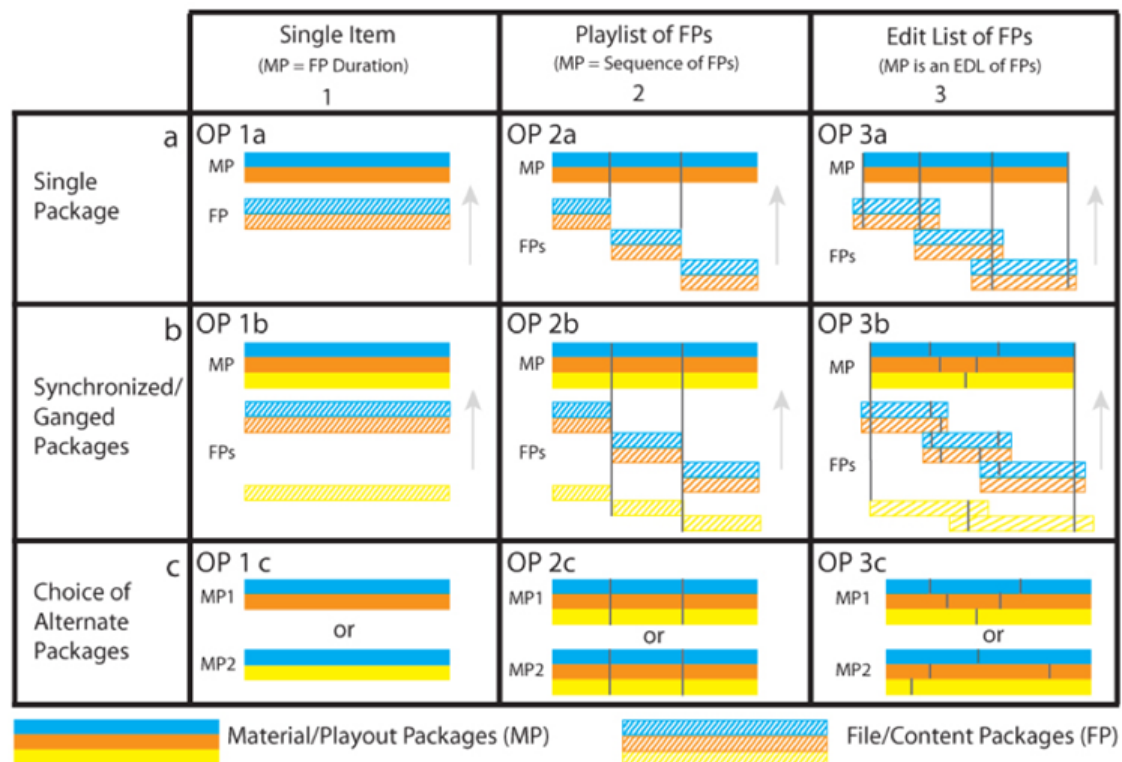 Single Item
(MP = FP Duration)
1
Playlist of FPs
(MP = Sequence of FPs)
2
Edit List of FPs
(MP is an EDL of FPs)
3
a
Single
Package
OP 1a
MP
FP
OP 2a
MP
FPs
OP 3a
MP
FPs
b
Synchronized/
Ganged
Packages
OP 1b
MP
FPs
OP 2b
MP
FPs
OP 3b
MP
FPs
c
Choice of
Alternate
Packages
OP 1 c
MP1
or
MP2
OP 2c
MP1
or
MP2
OP 3c
MP1
or
MP2
Material/Playout Packages (MP)
File/Content Packages (FP)